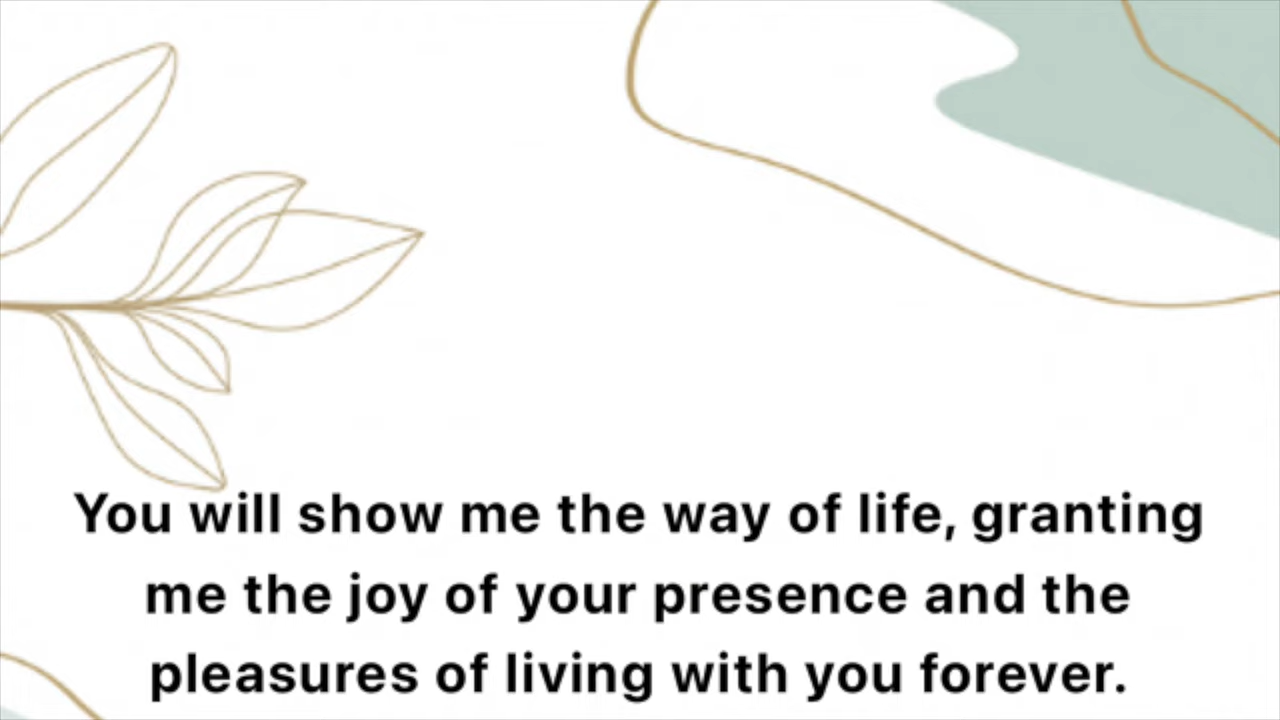 You will show me the way of life, granting
me the joy of your presence and the
pleasures of living with you forever.